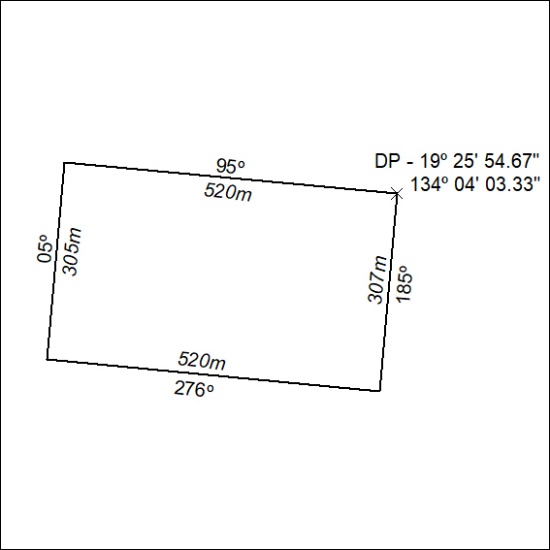 95º
520m
DP - 19º 25' 54.67"
134º 04' 03.33"
05º
305m
307m
185º
520m
276º